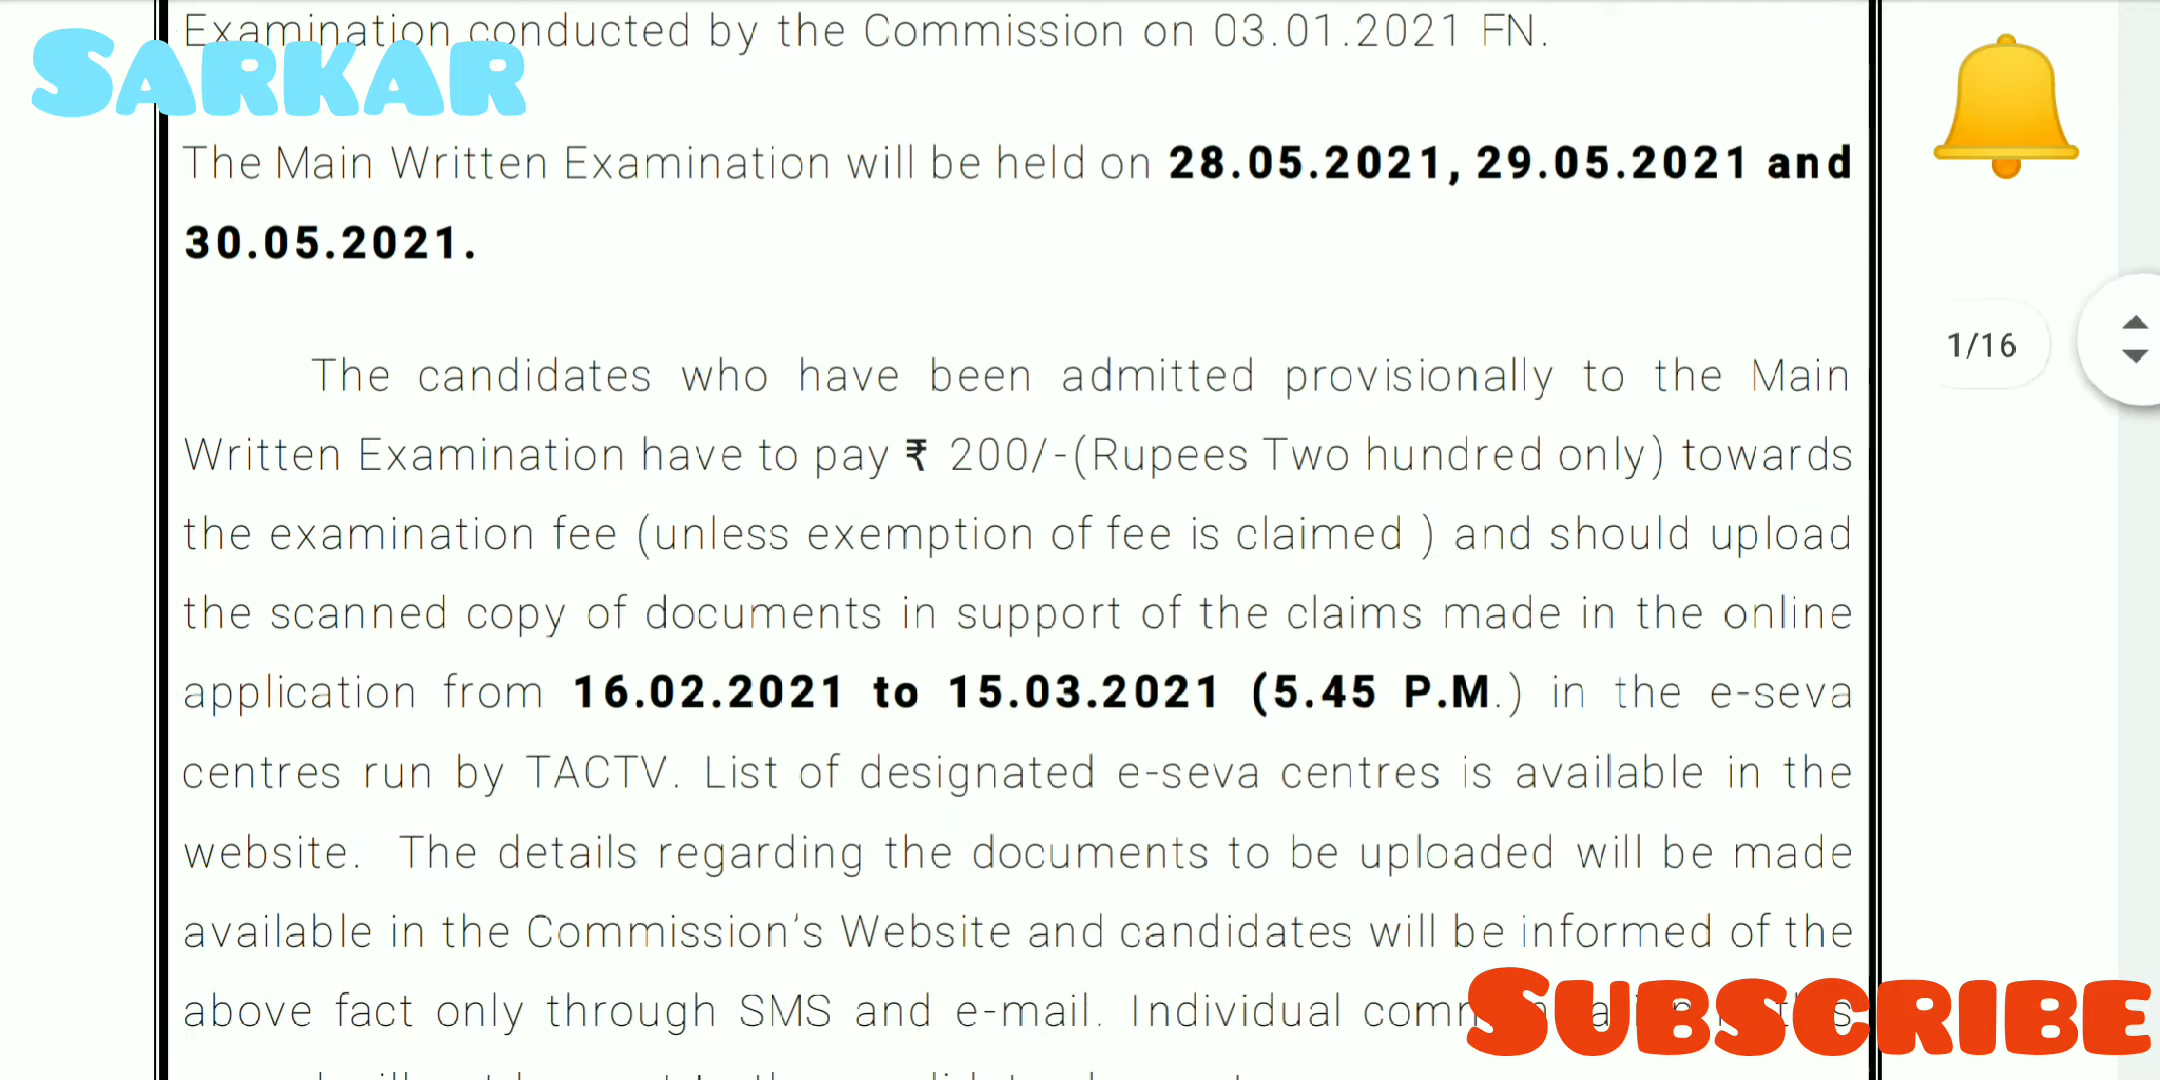 Examination conducted by the Commission on 03.01.2021 FN.
SARKAR
The Main Written Examination will be held on 28.05.2021, 29.05.2021 and
30.05.2021.
The candidates who have been admitted provisionally to the Main
Written Examination have to pay ₹ 200/-(Rupees Two hundred only) towards
the examination fee (unless exemption of fee is claimed ) and should upload
the scanned copy of documents in support of the claims made in the online
application from 16.02.2021 to 15.03.2021 (5.45 P.M.) in the e-seva
centres run by TACTV. List of designated e-seva centres is available in the
website. The details regarding the documents to be uploaded will be made
available in the Commission's Website and candidates will be informed of the
above fact only through SMS and e-mail. Individual
SUBSCRIBE
1/16